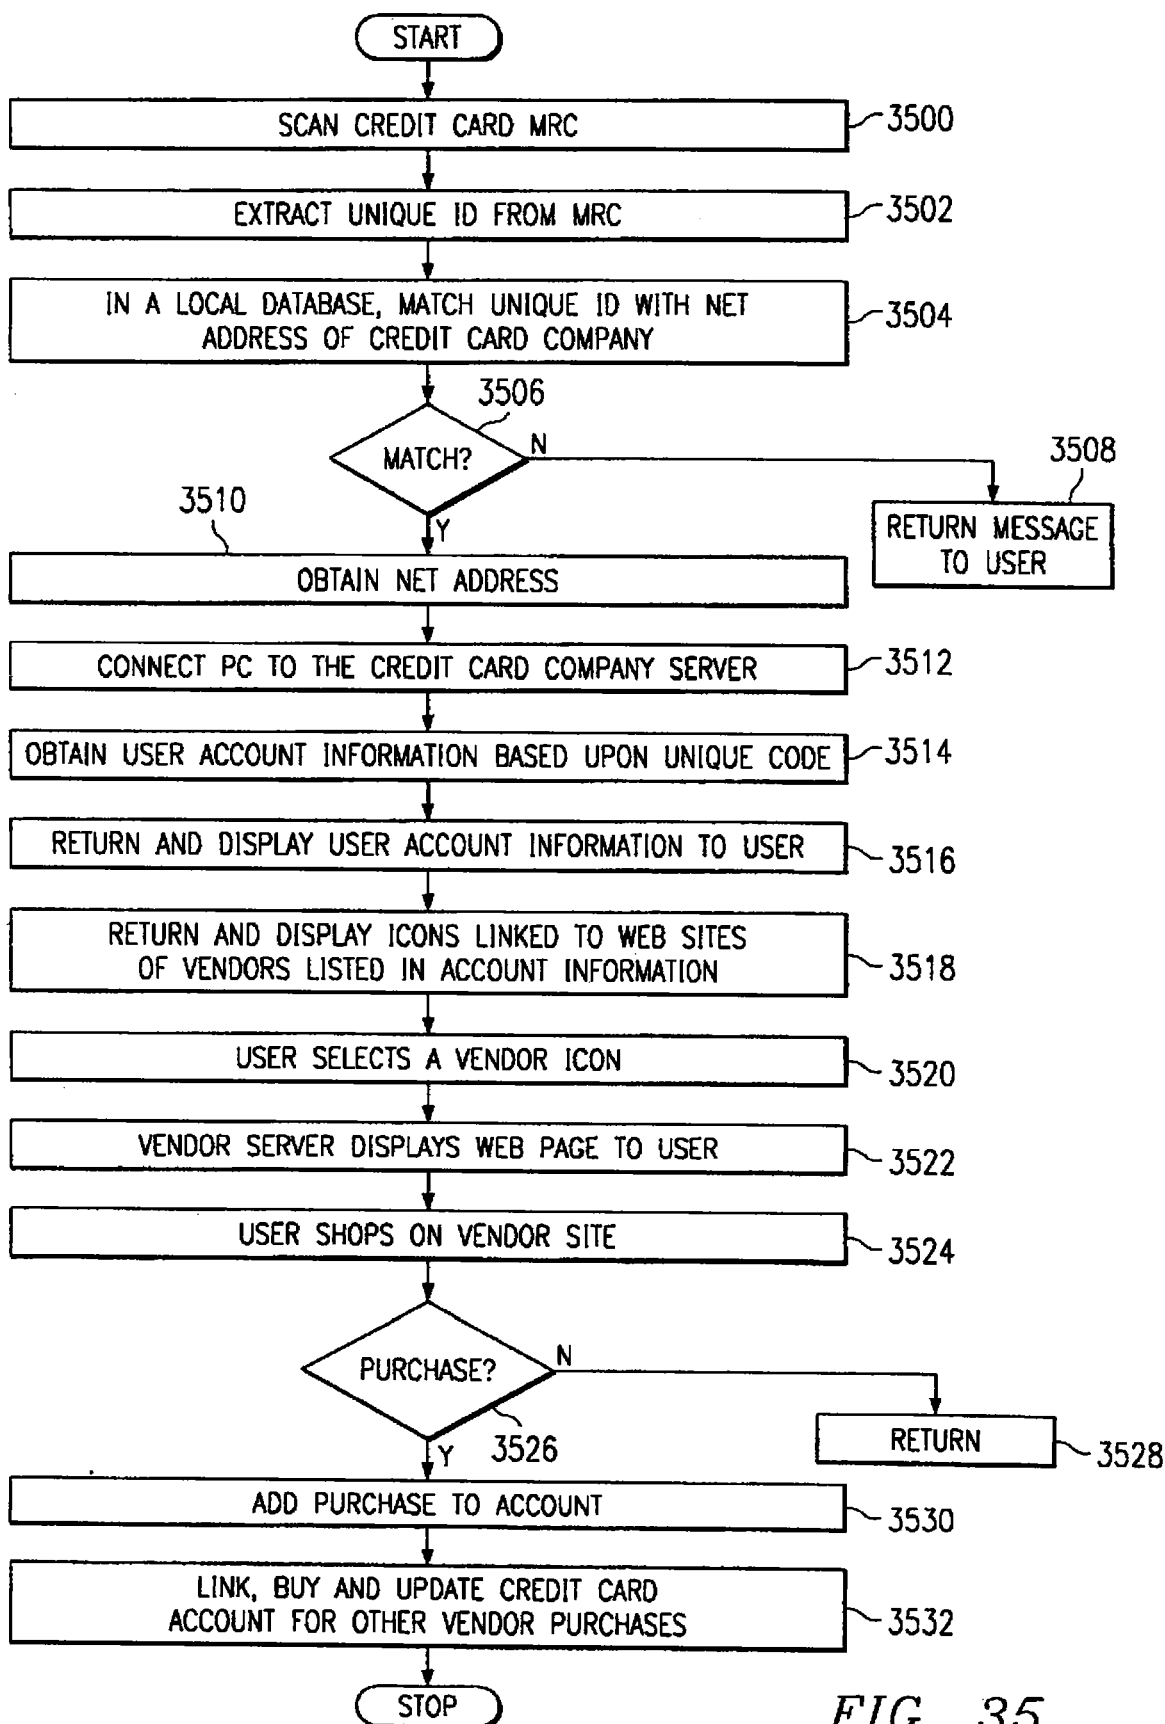 START
SCAN CREDIT CARD MRC
3500
EXTRACT UNIQUE ID FROM MRC
3502
IN A LOCAL DATABASE, MATCH UNIQUE ID WITH NET
ADDRESS OF CREDIT CARD COMPANY
3504
3506
MATCH?
N
3508
RETURN MESSAGE
TO USER
Y
3510
OBTAIN NET ADDRESS
CONNECT PC TO THE CREDIT CARD COMPANY SERVER
3512
OBTAIN USER ACCOUNT INFORMATION BASED UPON UNIQUE CODE
3514
RETURN AND DISPLAY USER ACCOUNT INFORMATION TO USER
3516
RETURN AND DISPLAY ICONS LINKED TO WEB SITES
OF VENDORS LISTED IN ACCOUNT INFORMATION
3518
USER SELECTS A VENDOR ICON
3520
VENDOR SERVER DISPLAYS WEB PAGE TO USER
3522
USER SHOPS ON VENDOR SITE
3524
PURCHASE?
N
3526
RETURN
3528
Y
ADD PURCHASE TO ACCOUNT
3530
LINK, BUY AND UPDATE CREDIT CARD
ACCOUNT FOR OTHER VENDOR PURCHASES
3532
STOP
FIG. 35